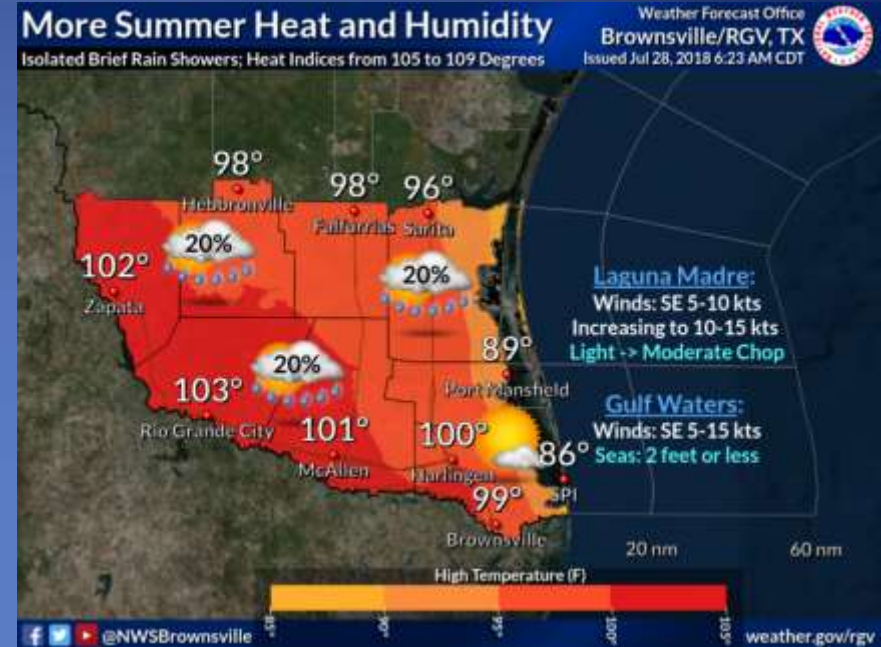 More Summer Heat and Humidity
Isolated Brief Rain Showers; Heat Indices from 105 to 109 Degrees
Weather Forecast Office
Brownsville/RGV, TX
Issued Jul 28, 2018 6:23 AM CDT
98°
Hebbronville
98°
Falfurrias
96°
Sarita
20%
102°
Zapata
20%
Laguna Madre:
Winds: SE 5-10 kts
Increasing to 10-15 kts
Light -> Moderate Chop
89°
Port Mansfield
20%
103°
Rio Grande City
101°
McAllen
100°
Harlingen
86°
SPI
Gulf Waters:
Winds: SE 5-15 kts
Seas: 2 feet or less
99°
Brownsville
20 nm
60 nm
High Temperature (F)
85°
90°
95°
100°
105°
@NWSBrownsville
weather.gov/rgv